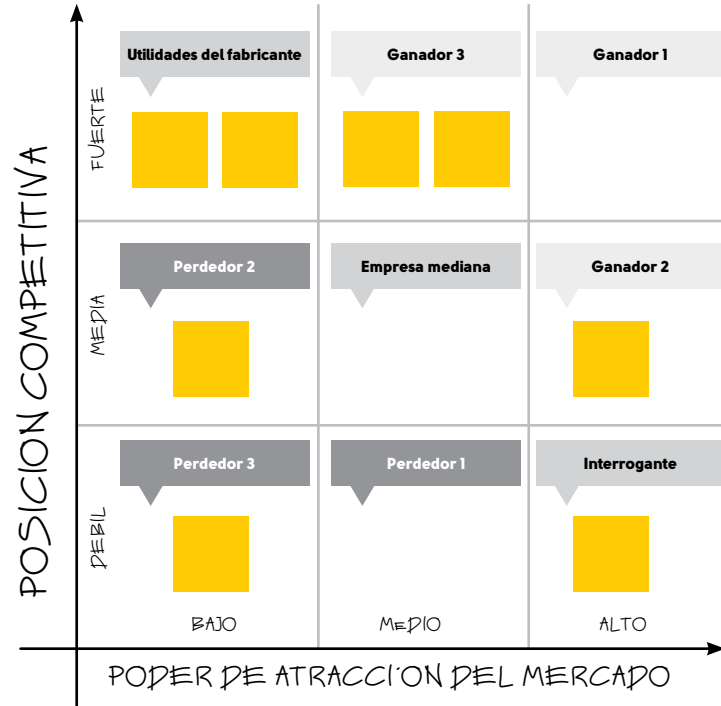 Utilidades del fabricante
Ganador 3
Ganador 1
FUERTE
Perdedor 2
Empresa mediana
Ganador 2
MEDIA
Perdedor 3
Perdedor 1
Interrogante
DEBIL
POSICION COMPETITIVA
BAJO
MEDIO
ALTO
PODER DE ATRACCI´ON DEL MERCADO